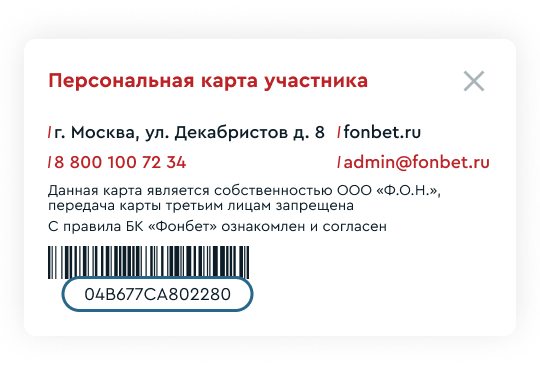 Персональная карта участника
г. Москва, ул. Декабристов д. 8
fonbet.ru
8 800 100 72 34
admin@fonbet.ru
Данная карта является собственностью ООО «Ф.О.Н.»,
передача карты третьим лицам запрещена
С правила БК «Фонбет» ознакомлен и согласен
04B677CA802280